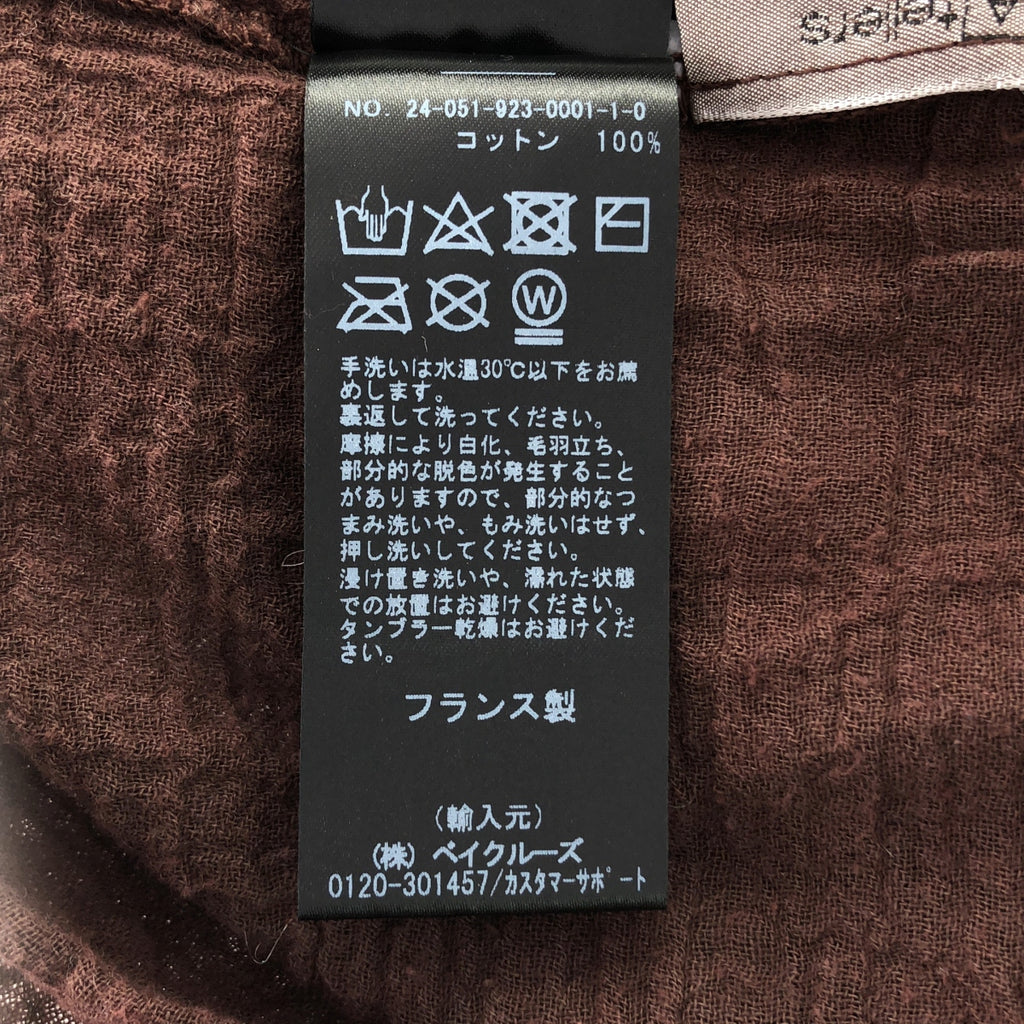 telers
NO. 24-051-923-0001-1-0
コットン 100%
W
手洗いは水温30℃以下をお薦
めします。
裏返して洗ってください。
摩擦により白化、毛羽立ち、
部分的な脱色が発生すること
がありますので、部分的なつ
まみ洗いや、もみ洗いはせず、
押し洗いしてください。
浸け置き洗いや、濡れた状態
での放置はお避けください。
タンブラー乾燥はお避けくだ
さい。
フランス製
(輸入元)
(株) ベイクルーズ
0120-301457/カスタマーサポート